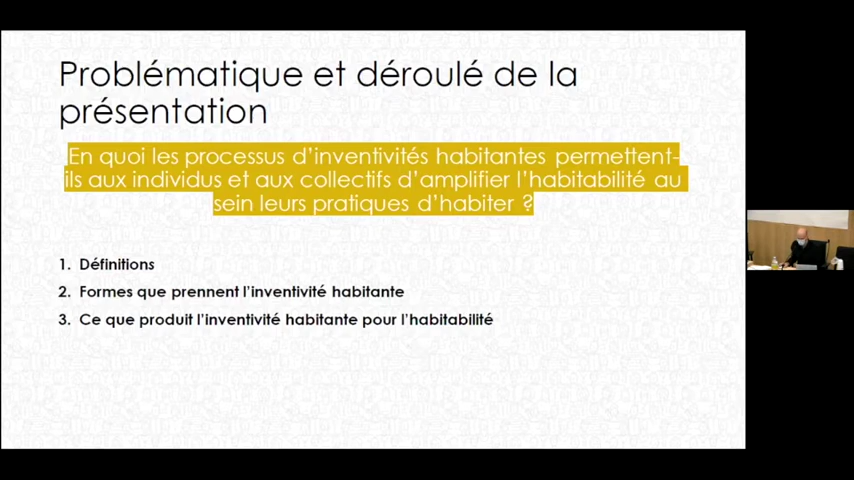 Problématique et déroulé de la
présentation
En quoi les processus d'inventivités habitantes permettent-
ils aux individus et aux collectifs d'amplifier l'habitabilité au
sein leurs pratiques d'habiter ?
1. Définitions
2. Formes que prennent l'inventivité habitante
3. Ce que produit l'inventivité habitante pour l'habitabilité